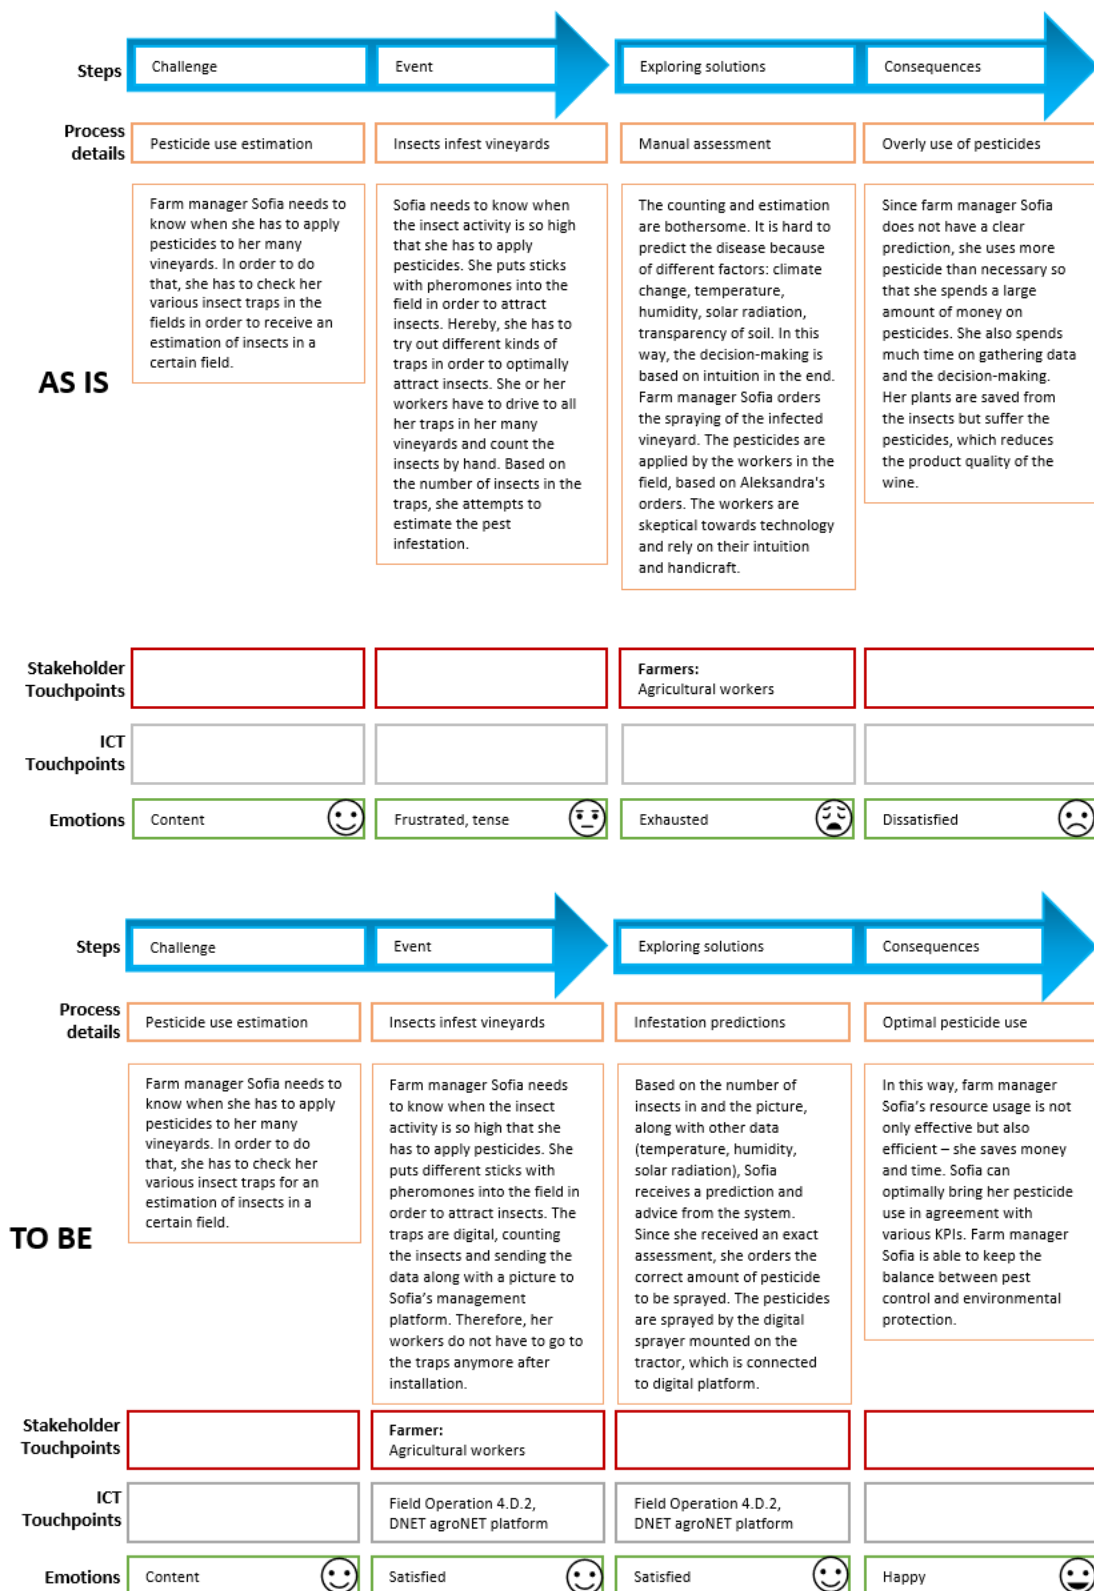 Steps
Challenge
Event
Exploring solutions
Consequences
Process
details
Pesticide use estimation
Insects infest vineyards
Manual assessment
Overly use of pesticides
AS IS
Farm manager Sofia needs to
know when she has to apply
pesticides to her many
vineyards. In order to do
that, she has to check her
various insect traps in the
fields in order to receive an
estimation of insects in a
certain field.
Sofia needs to know when
the insect activity is so high
that she has to apply
pesticides. She puts sticks
with pheromones into the
field in order to attract
insects. Hereby, she has to
try out different kinds of
traps in order to optimally
attract insects. She or her
workers have to drive to all
her traps in her many
vineyards and count the
insects by hand. Based on
the number of insects in the
traps, she attempts to
estimate the pest
infestation.
The counting and estimation
are bothersome. It is hard to
predict the disease because
of different factors: climate
change, temperature,
humidity, solar radiation,
transparency of soil. In this
way, the decision-making is
based on intuition in the end.
Farm manager Sofia orders
the spraying of the infected
vineyard. The pesticides are
applied by the workers in the
field, based on Aleksandra's
orders. The workers are
skeptical towards technology
and rely on their intuition
and handicraft.
Since farm manager Sofia
does not have a clear
prediction, she uses more
pesticide than necessary so
that she spends a large
amount of money on
pesticides. She also spends
much time on gathering data
and the decision-making.
Her plants are saved from
the insects but suffer the
pesticides, which reduces
the product quality of the
wine.
Stakeholder
Touchpoints
Farmers:
Agricultural workers
ICT
Touchpoints
Emotions
Content
Frustrated, tense
Exhausted
Dissatisfied
Steps
Challenge
Event
Exploring solutions
Consequences
Process
details
Pesticide use estimation
Insects infest vineyards
Infestation predictions
Optimal pesticide use
TO BE
Farm manager Sofia needs to
know when she has to apply
pesticides to her many
vineyards. In order to do
that, she has to check her
various insect traps for an
estimation of insects in a
certain field.
Farm manager Sofia needs
to know when the insect
activity is so high that she
has to apply pesticides. She
puts different sticks with
pheromones into the field in
order to attract insects. The
traps are digital, counting
the insects and sending the
data along with a picture to
Sofia's management
platform. Therefore, her
workers do not have to go to
the traps anymore after
installation.
Based on the number of
insects in and the picture,
along with other data
(temperature, humidity,
solar radiation), Sofia
receives a prediction and
advice from the system.
Since she received an exact
assessment, she orders the
correct amount of pesticide
to be sprayed. The pesticides
are sprayed by the digital
sprayer mounted on the
tractor, which is connected
to digital platform.
In this way, farm manager
Sofia’s resource usage is not
only effective but also
efficient – she saves money
and time. Sofia can
optimally bring her pesticide
use in agreement with
various KPIs. Farm manager
Sofia is able to keep the
balance between pest
control and environmental
protection.
Stakeholder
Touchpoints
Farmer:
Agricultural workers
ICT
Touchpoints
Field Operation 4.D.2,
DNET agroNET platform
Field Operation 4.D.2,
DNET agroNET platform
Emotions
Content
Satisfied
Satisfied
Happy